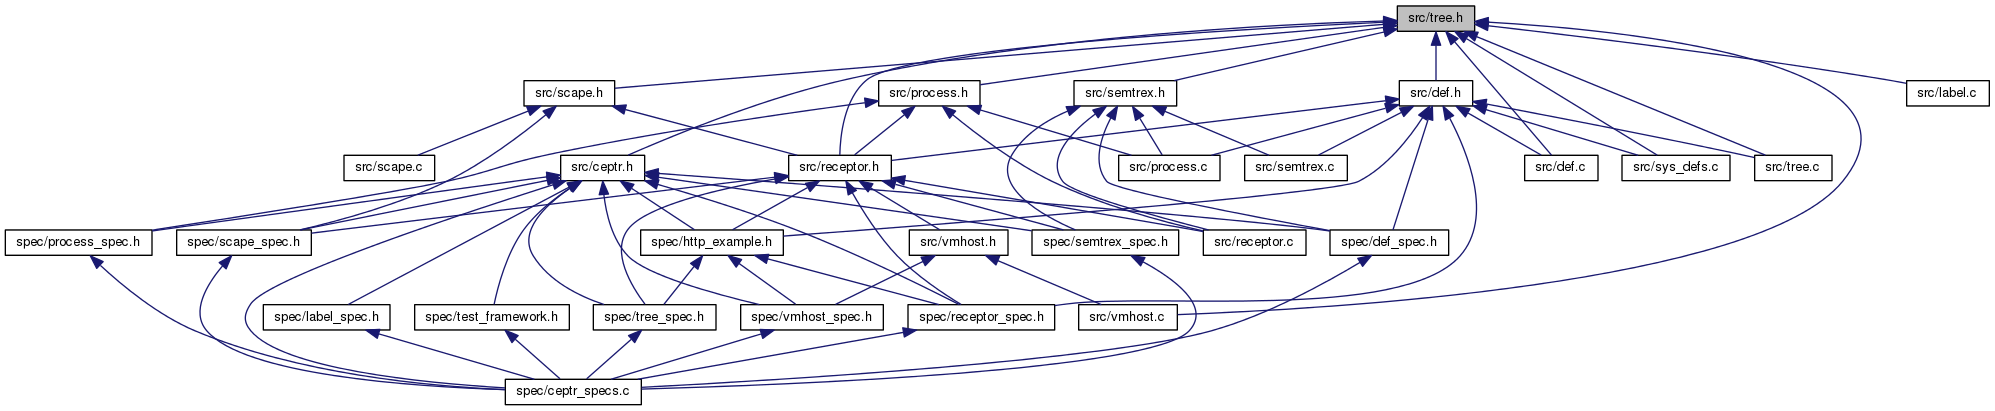 src/tree.h
src/scape.h
src/process.h
src/semtrex.h
src/def.h
src/label.c
src/scape.c
src/ceptr.h
src/receptor.h
src/process.c
src/semtrex.c
src/def.c
src/sys_defs.c
src/tree.c
spec/process_spec.h
spec/scape_spec.h
spec/http_example.h
src/vmhost.h
spec/semtrex_spec.h
src/receptor.c
spec/def_spec.h
spec/label_spec.h
spec/test_framework.h
spec/tree_spec.h
spec/vmhost_spec.h
spec/receptor_spec.h
src/vmhost.c
spec/ceptr_specs.c